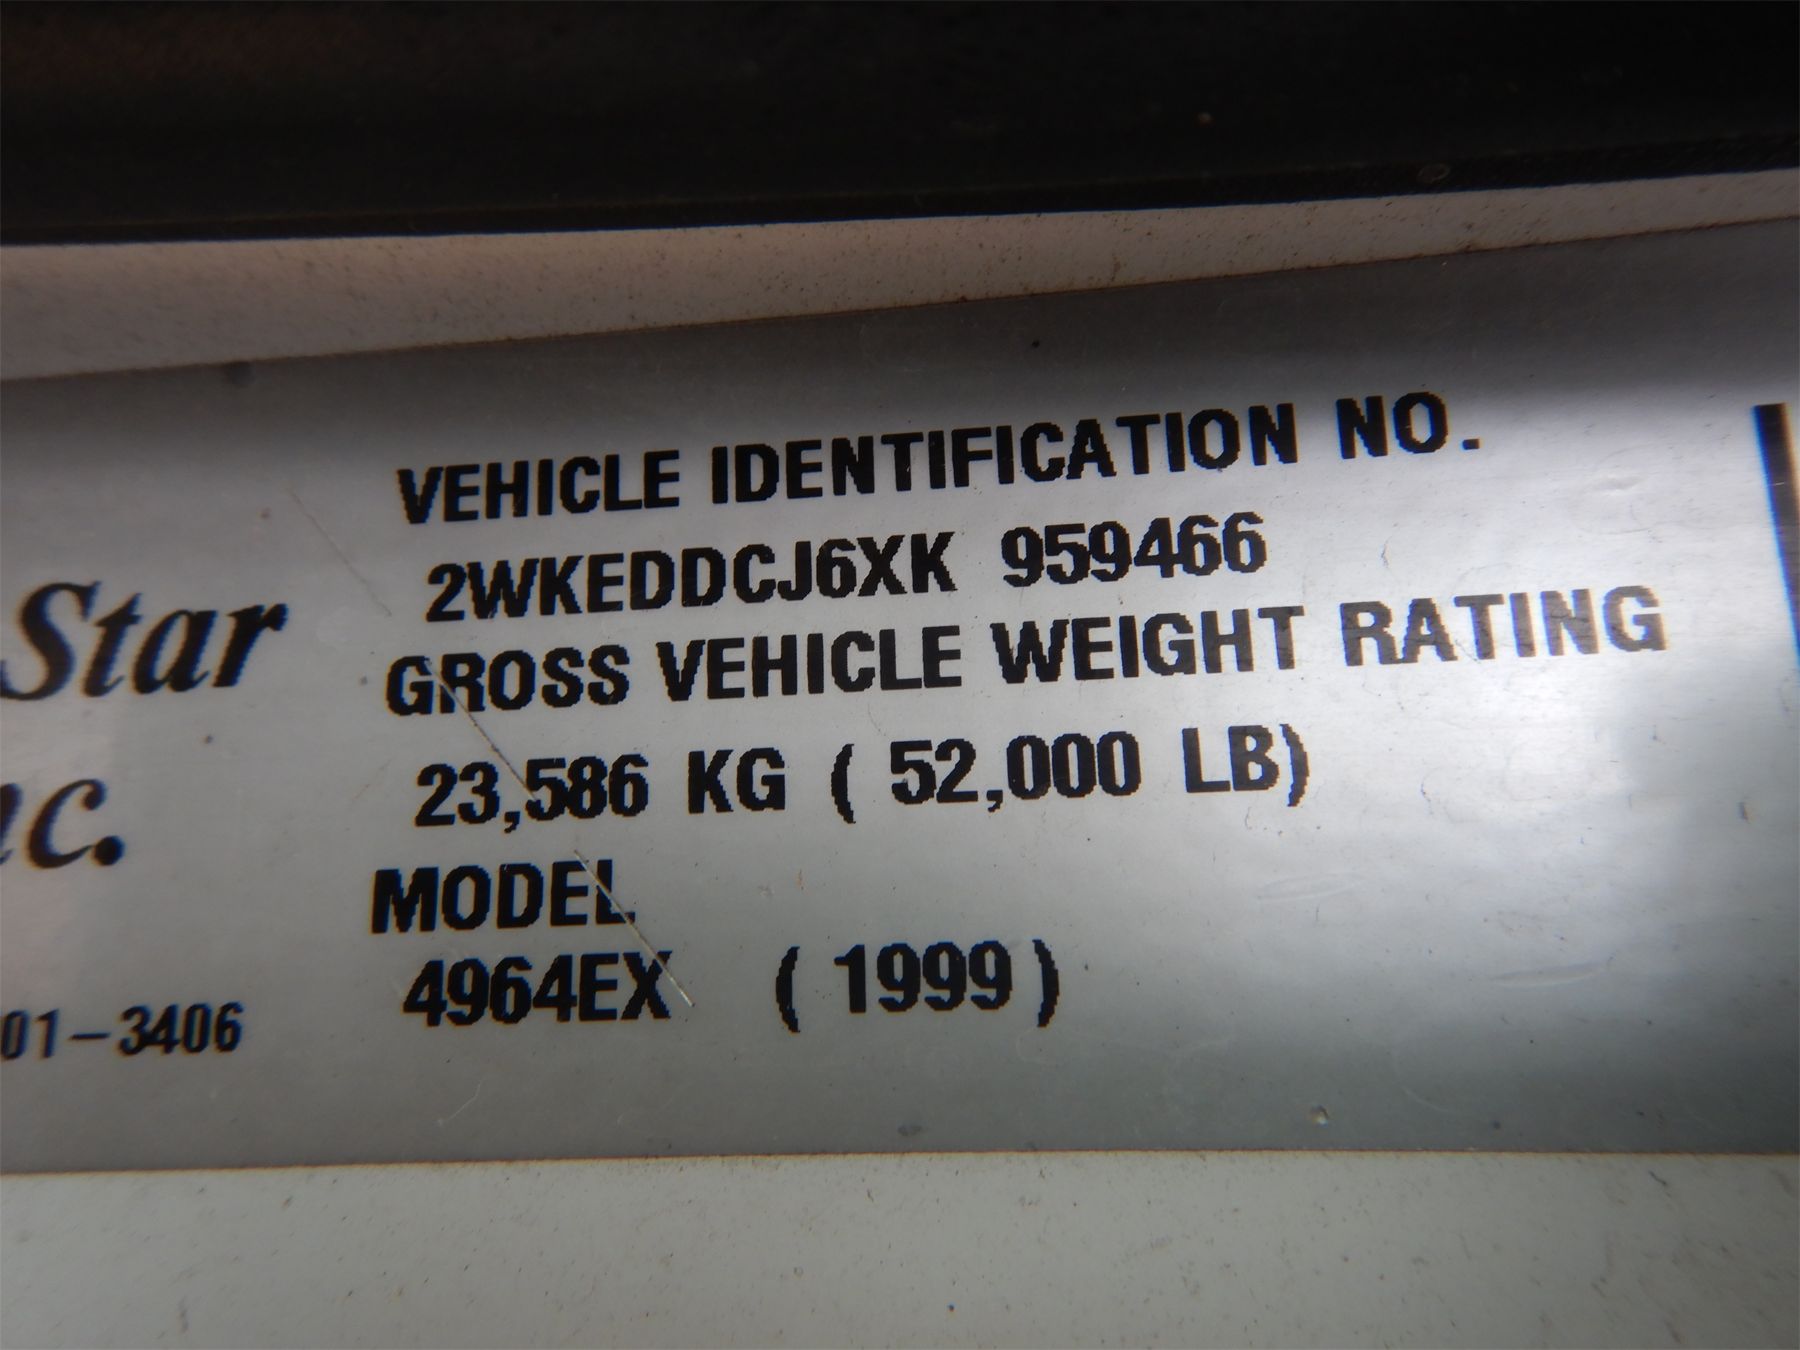 VEHICLE IDENTIFICATION NO.
2WKEDDCJ6XK 959466
GROSS VEHICLE WEIGHT RATING
23,586 KG ( 52,000 LB)
MODEL
4964EX ( 1999 )
Star
c.
01-3406